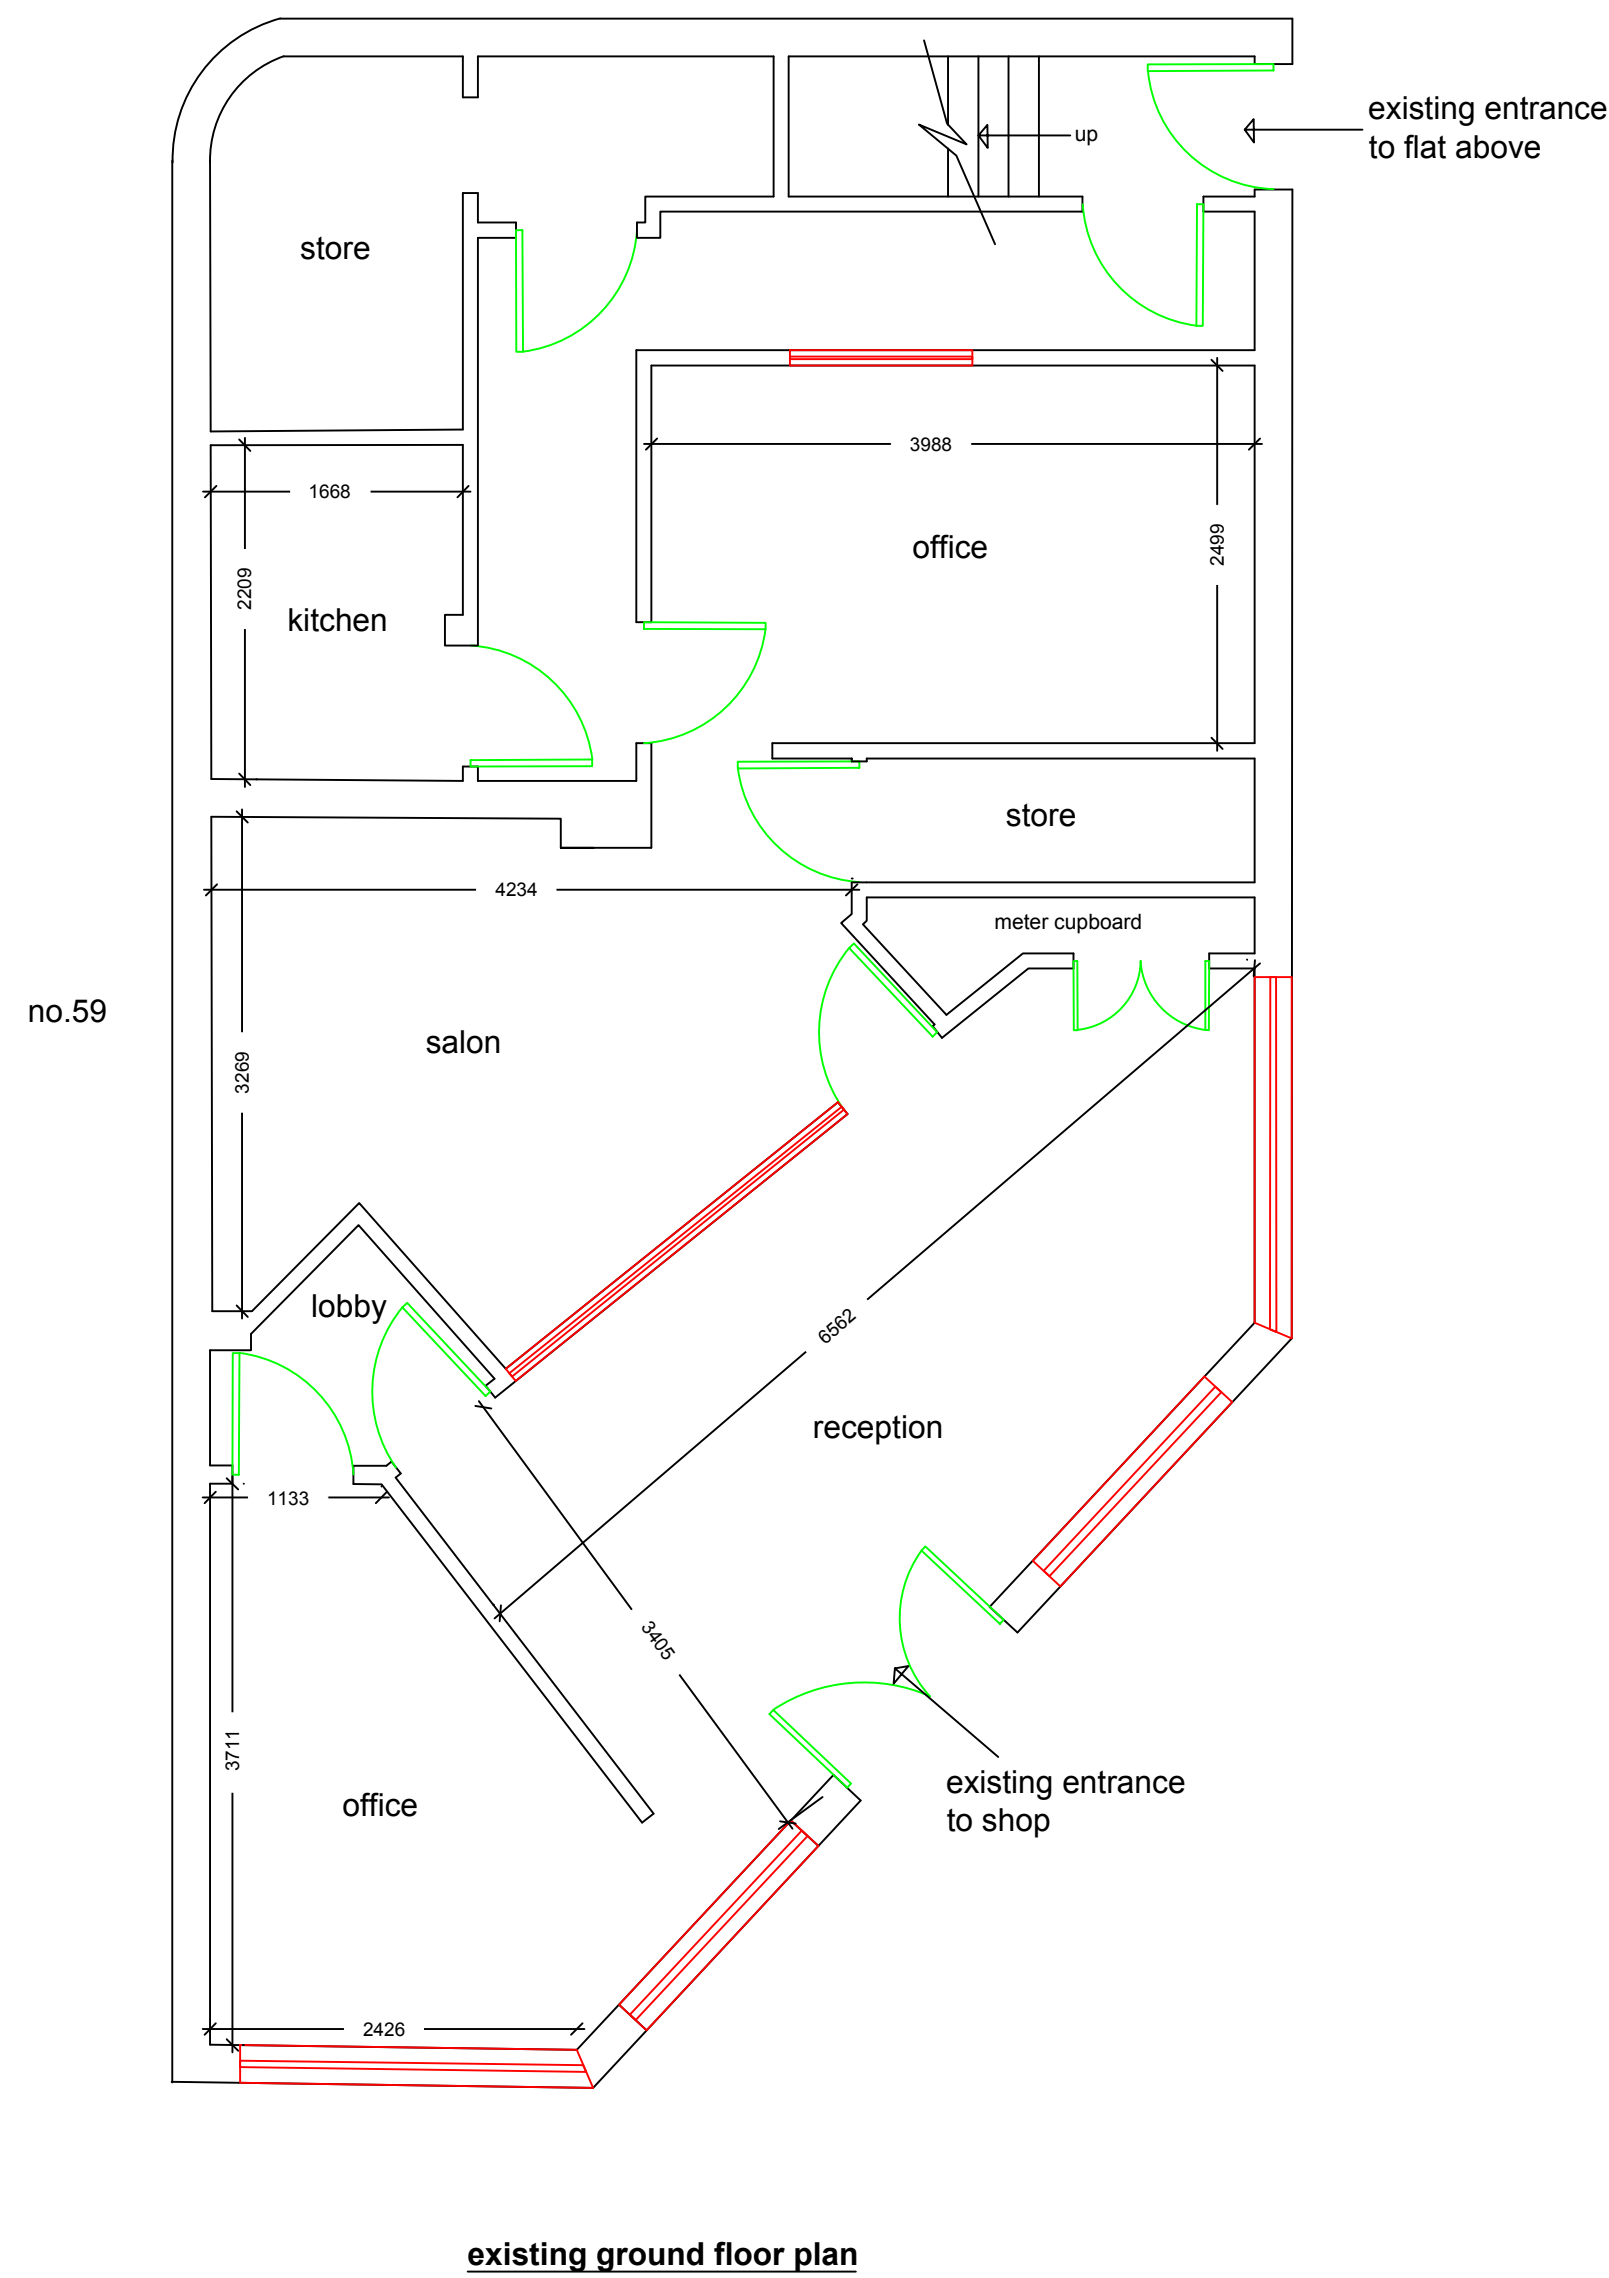 existing entrance
to flat above
up
store
3988
1668
2499
office
2209
kitchen
store
4234
meter cupboard
no.59
salon
3269
lobby
6562
reception
1133
3405
3711
existing entrance
to shop
office
2426
existing ground floor plan